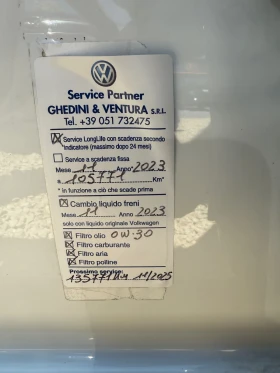 Service Partner
GHEDINI & VENTURA S.R.L.
Tel. +39 051 732475
Service LongLife con scadenza secondo
Indicatore (massimo dopo 24 mesi)
Service a scadenza fissa
Mese 11 Anno* 2023
a 105771 Km*
* in funzione a ciò che scade prima
Cambio liquido freni
Mese 11 Anno 2023
solo con liquido originale Volkswagen
Filtro olio 0W-30
Filtro carburante
Filtro aria
Filtro polline
Prossimo service:
135771 Km 11/2025